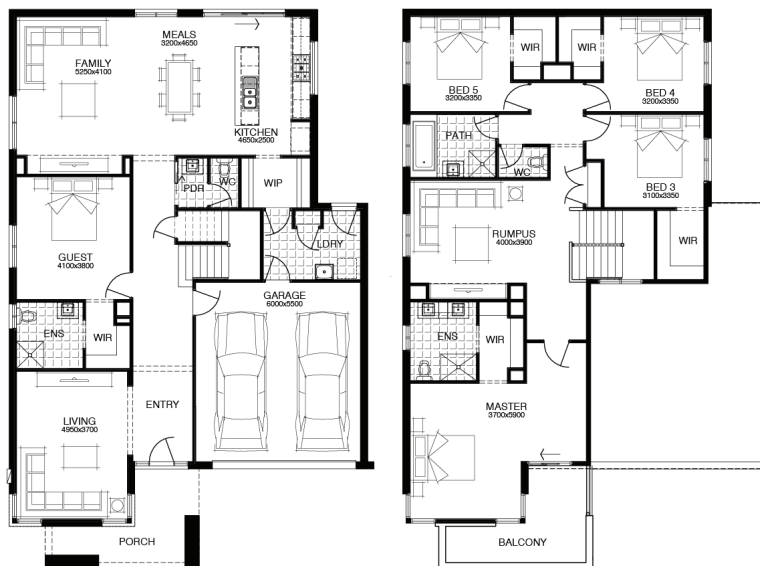 MEALS
3200x4650
FAMILY
5250x4100
KITCHEN
4650x2500
PDR
WC
WIP
GUEST
4100x3800
LDRY
GARAGE
6000x5500
ENS
WIR
LIVING
4950x3700
ENTRY
PORCH
WIR
WIR
BED 5
3200x3350
BED 4
3200x3350
PATH
WC
BED 3
3100x3350
RUMPUS
4000x3900
WIR
ENS
WIR
MASTER
3700x5900
BALCONY